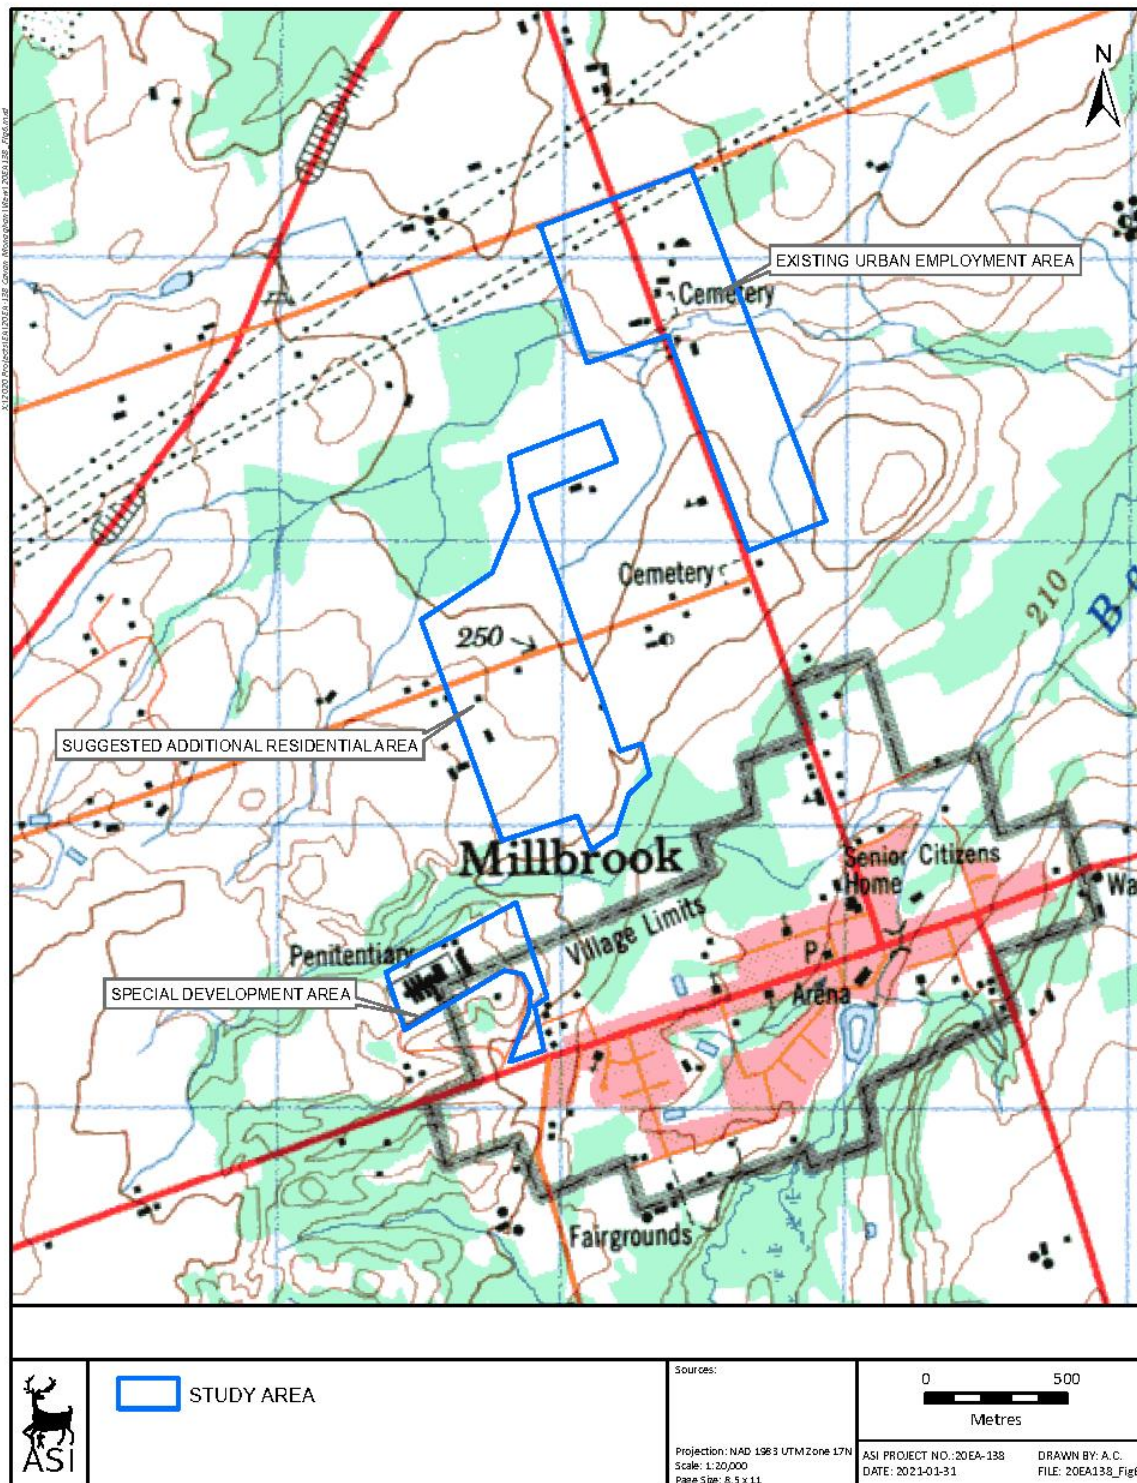 N
EXISTING URBAN EMPLOYMENT AREA
Cemetery
Cemetery
250
210
SUGGESTED ADDITIONAL RESIDENTIAL AREA
Millbrook
Senior Citizens
Home
Village Limits
Penitentiary
P
SPECIAL DEVELOPMENT AREA
Arena
Fairgrounds
ASI
STUDY AREA
Sources:
Projection: NAD 1983 UTM Zone 17N
Scale: 1:20,000
Page Size: 8.5 x 11
0 500
Metres
ASI PROJECT NO.:20EA-138
DATE: 2021-01-31
DRAWN BY: A.C.
FILE: 20EA138_Fig6